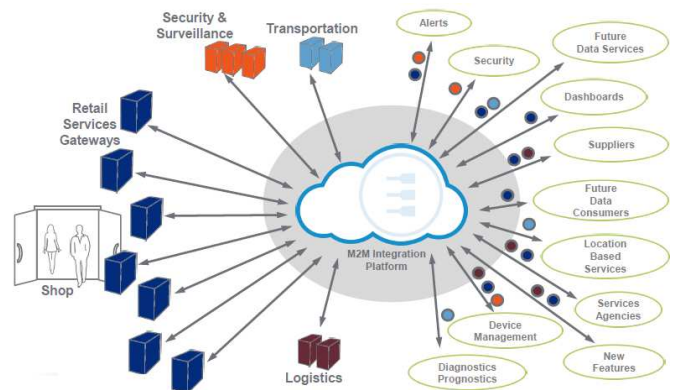 Security &
Surveillance
Transportation
Alerts
Security
Future
Data Services
Dashboards
Suppliers
Future
Data
Consumers
Location
Based
Services
Services
Agencies
New
Features
Device
Management
Diagnostics
Prognostics
Retail
Services
Gateways
Shop
M2M Integration
Platform
Logistics